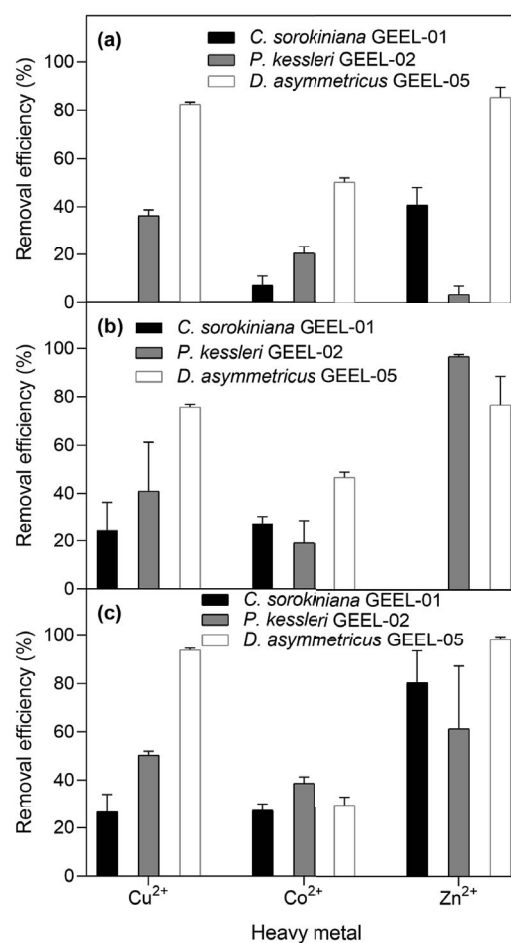 (a)
C. sorokiniana GEEL-01
P. kessleri GEEL-02
D. asymmetricus GEEL-05
Removal efficiency (%)
100
80
60
40
20
0
(b)
C. sorokiniana GEEL-01
P. kessleri GEEL-02
D. asymmetricus GEEL-05
Removal efficiency (%)
100
80
60
40
20
0
(c)
C. sorokiniana GEEL-01
P. kessleri GEEL-02
D. asymmetricus GEEL-05
Removal efficiency (%)
100
80
60
40
20
0
Cu²⁺ Co²⁺ Zn²⁺
Heavy metal